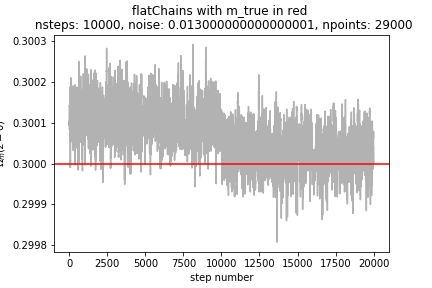 flatChains with m_true in red
nsteps: 10000, noise: 0.013000000000000001, npoints: 29000
0.3003
0.3002
0.3001
0.3000
0.2999
0.2998
0 2500 5000 7500 10000 12500 15000 17500 20000
step number